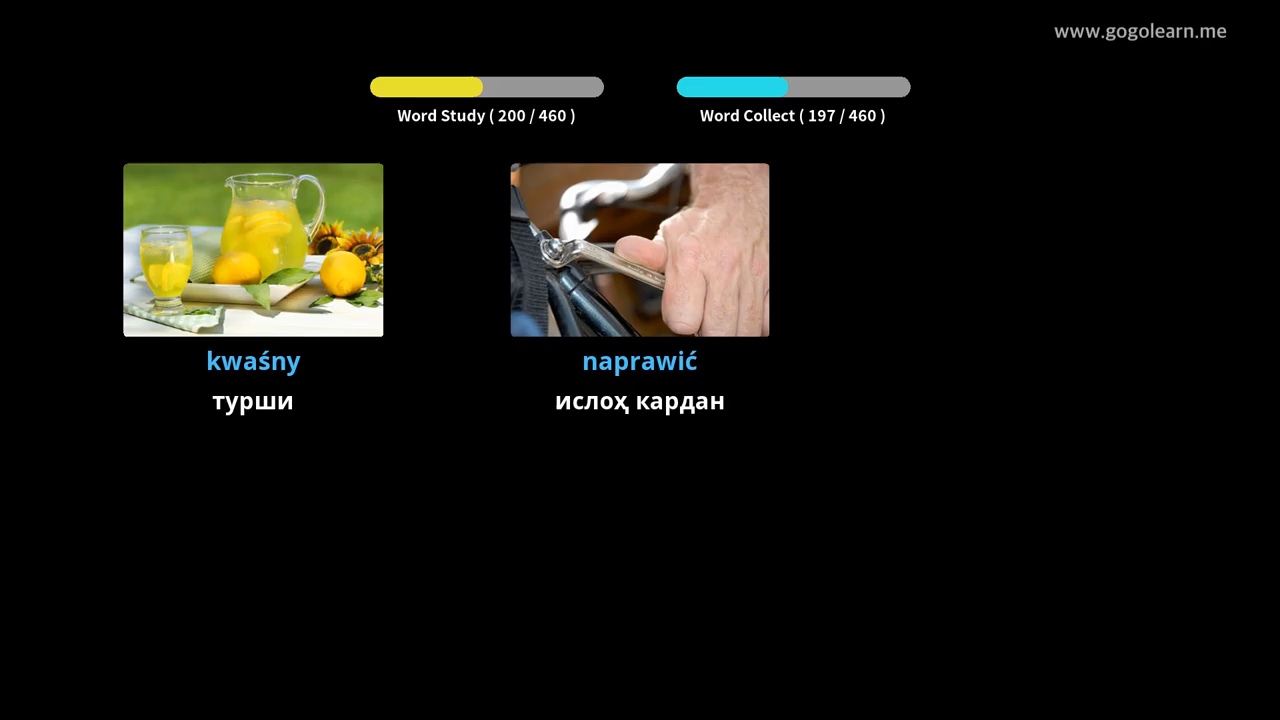 www.gogolearn.me
Word Study ( 200 / 460 )
Word Collect ( 197 / 460 )
kwaśny
турши
naprawić
ислоҳ кардан